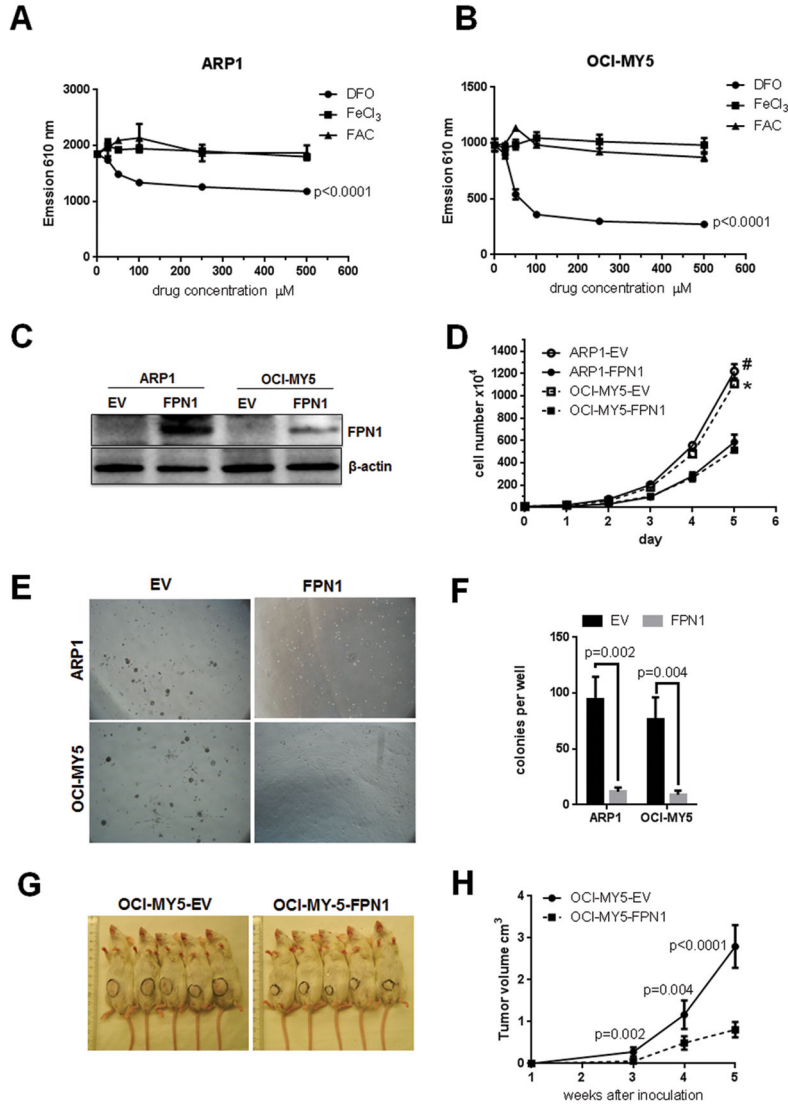 A
ARP1
Emssion 610 nm
3000
2000
1000
0
0 100 200 300 400 500 600
drug concentration µM
DFO
FeCl3
FAC
p<0.0001
B
OCI-MY5
Emssion 610 nm
1500
1000
500
0
0 100 200 300 400 500 600
drug concentration µM
DFO
FeCl3
FAC
p<0.0001
C
ARP1 OCI-MY5
EV FPN1 EV FPN1
FPN1
β-actin
D
cell number x104
1400
1200
1000
800
600
400
200
0
0 1 2 3 4 5 6
day
ARP1-EV
ARP1-FPN1
OCI-MY5-EV
OCI-MY5-FPN1
#
*
E
EV FPN1
ARP1
OCI-MY5
F
EV FPN1
colonies per well
150
100
50
0
p=0.002
p=0.004
ARP1 OCI-MY5
G
OCI-MY5-EV OCI-MY-5-FPN1
H
Tumor volume cm3
4
3
2
1
0
1 2 3 4 5
weeks after inoculation
OCI-MY5-EV
OCI-MY5-FPN1
p<0.0001
p=0.004
p=0.002